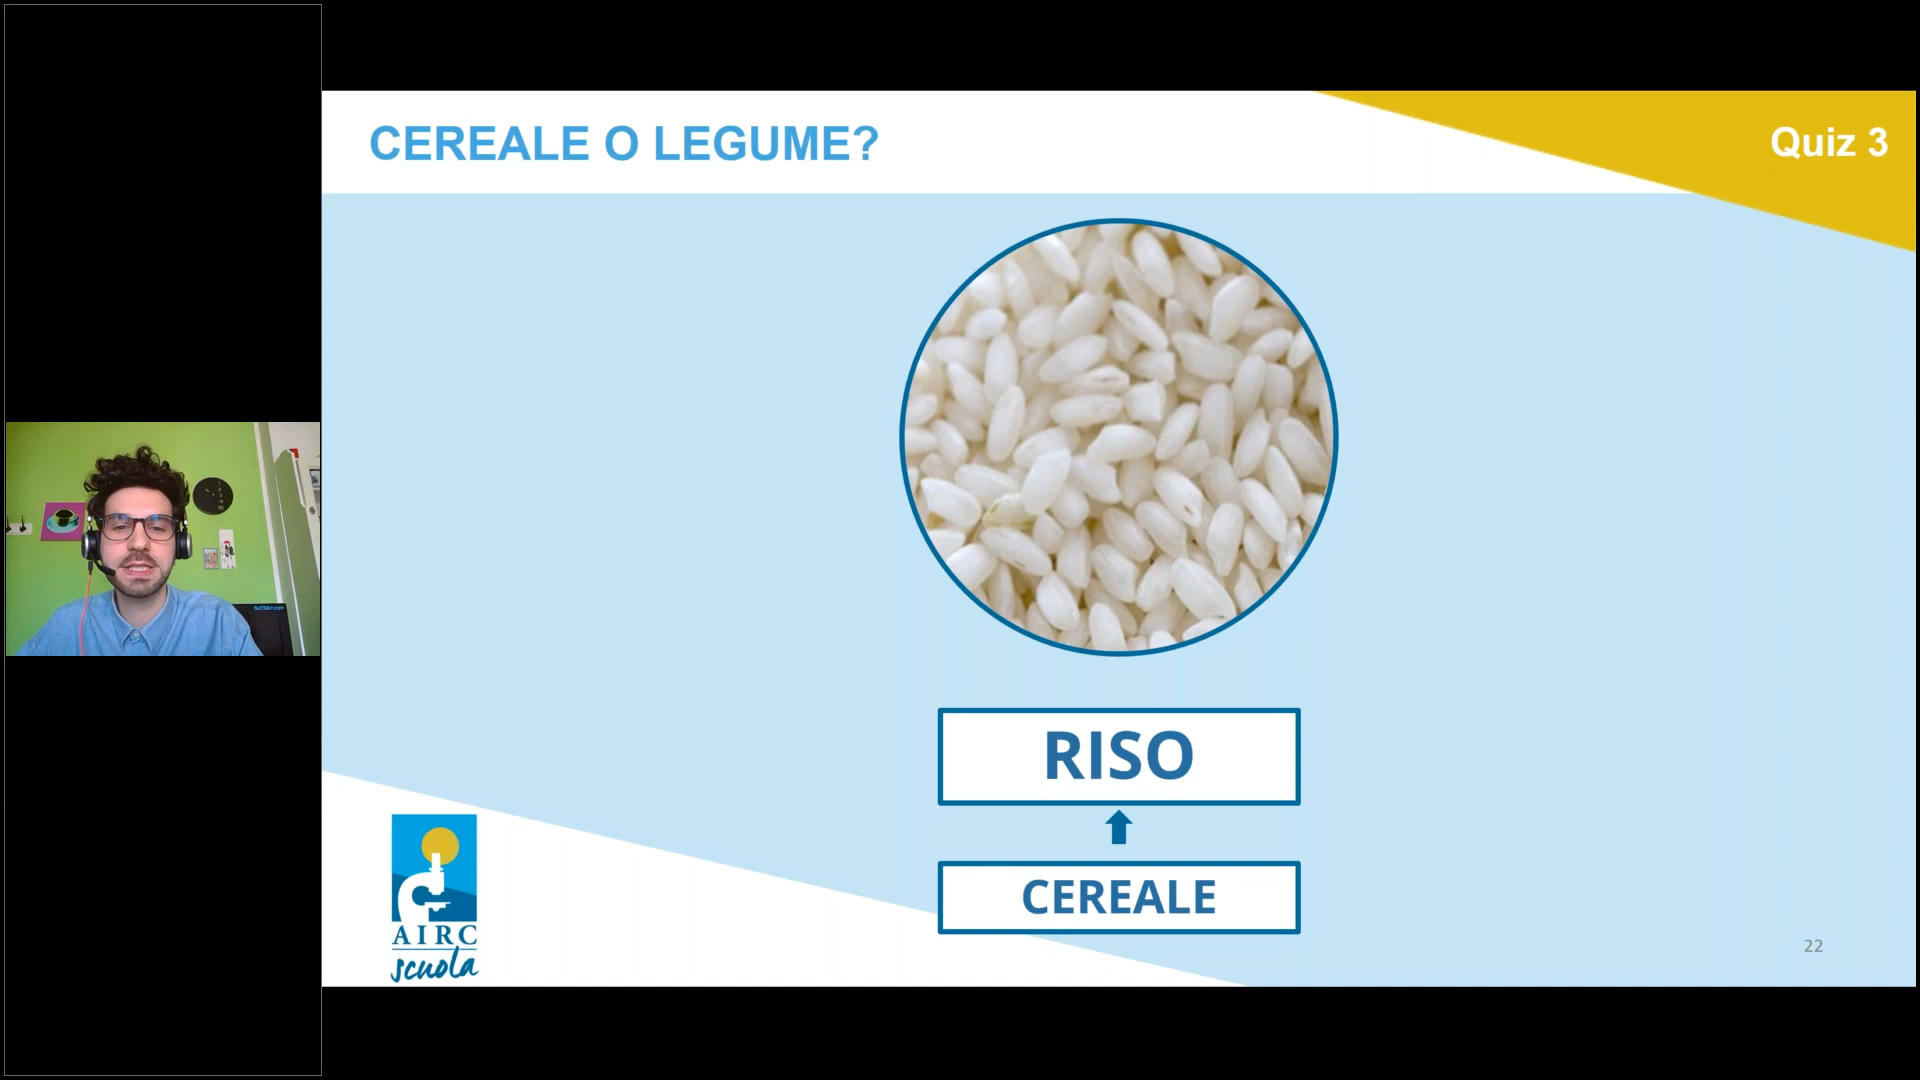 CEREALE O LEGUME?
Quiz 3
RISO
CEREALE
AIRC
scuola
22